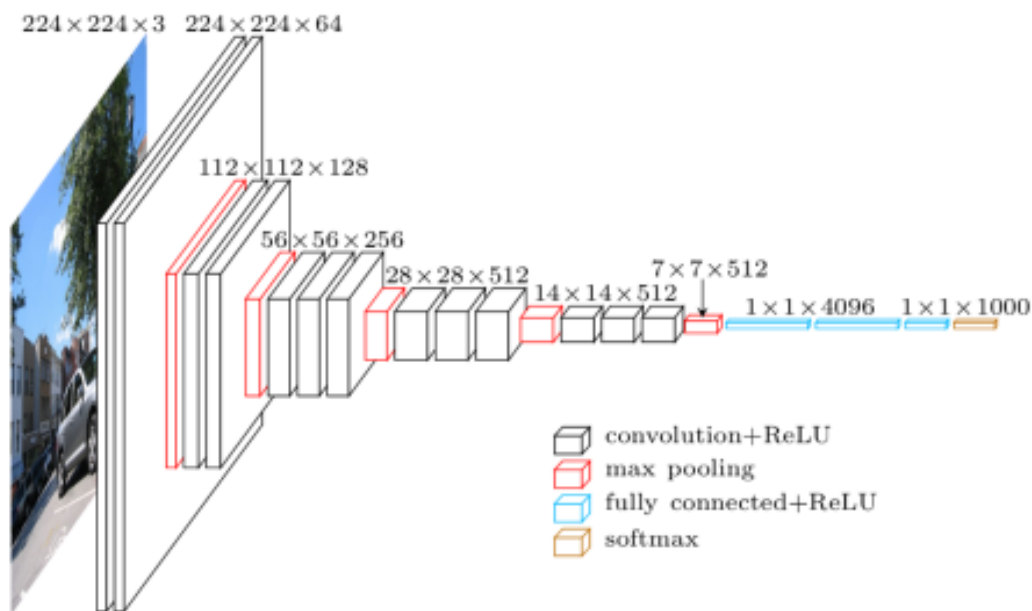 224×224×3
224×224×64
112×112×128
56×56×256
28×28×512
14×14×512
7×7×512
1×1×4096
1×1×1000
convolution+ReLU
max pooling
fully connected+ReLU
softmax